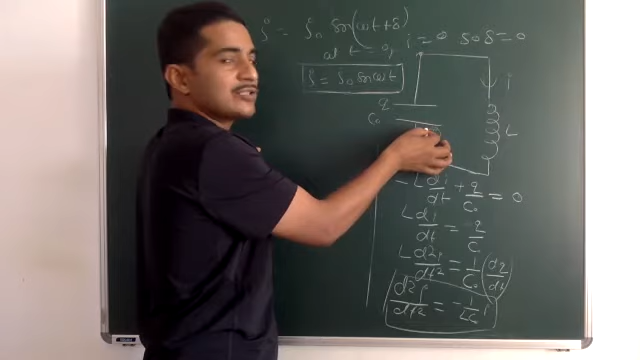 i = i₀ sin(ωt+δ)
at t = 0, i = 0 so δ = 0
i = i₀ sin ωt
q
C₀
i
L
-L di/dt + q/C₀ = 0
L di/dt = q/C
L d²i/dt² = 1/C₀ (dq/dt)
d²i/dt² = -1/LC₀ i